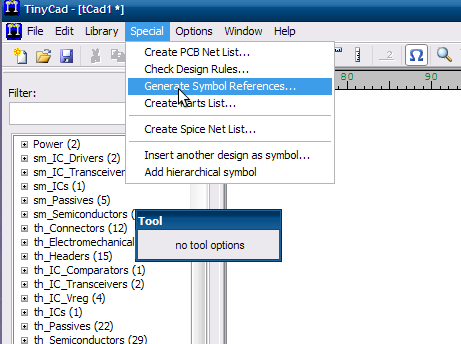 TinyCad - [tCad1 *]
File Edit Library Special Options Window Help
Create PCB Net List...
Check Design Rules...
Generate Symbol References...
Create Parts List...
Create Spice Net List...
Insert another design as symbol...
Add hierarchical symbol
80 90
Filter:
Power (2)
sm_IC_Drivers (2)
sm_IC_Transceiver
sm_ICs (1)
sm_Passives (5)
sm_Semiconductors
th_Connectors (12)
th_Electromechanical
th_Headers (15)
th_IC_Comparators (1)
th_IC_Transceivers (2)
th_IC_Vreg (4)
th_ICs (1)
th_Passives (22)
th_Semiconductors (29)
Tool
no tool options